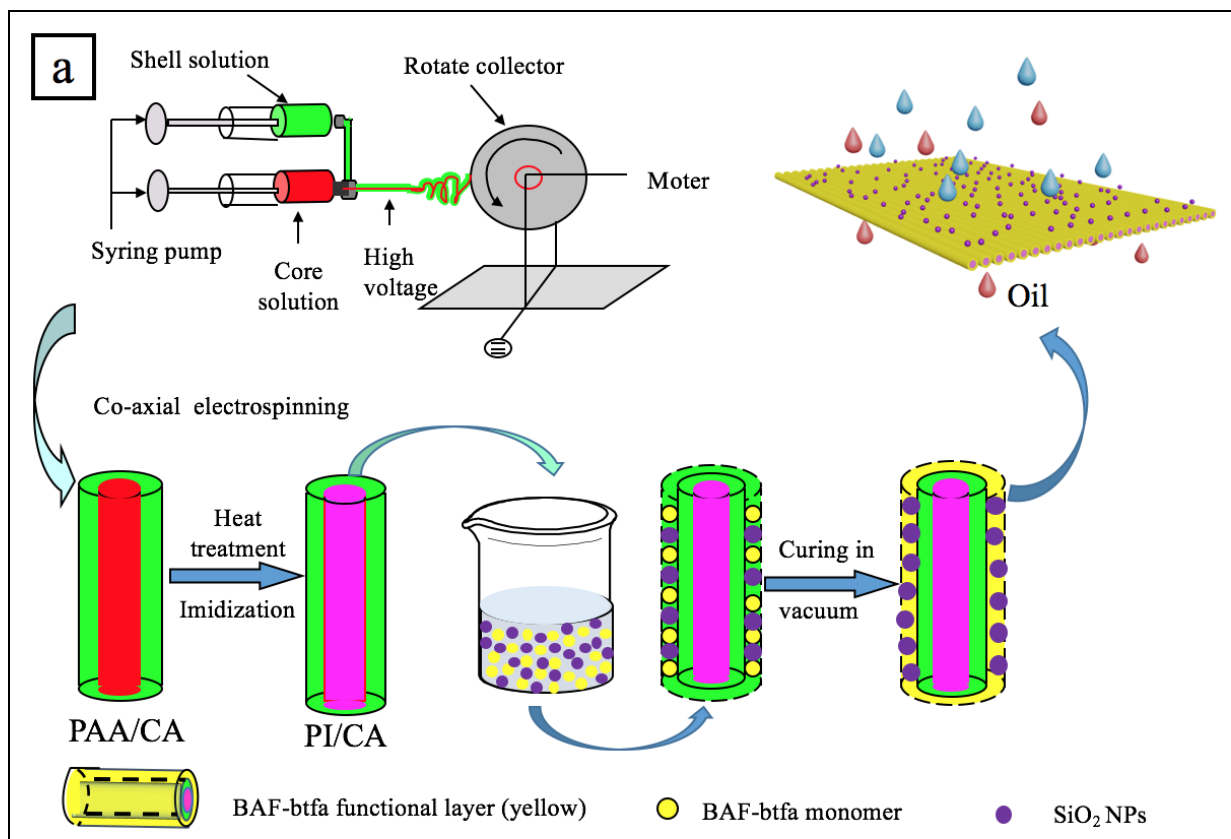 a
Shell solution
Rotate collector
Moter
Syring pump
Core
solution
High
voltage
Oil
Co-axial electrospinning
Heat
treatment
Imidization
Curing in
vacuum
PAA/CA
PI/CA
BAF-btfa functional layer (yellow)
BAF-btfa monomer
SiO₂ NPs